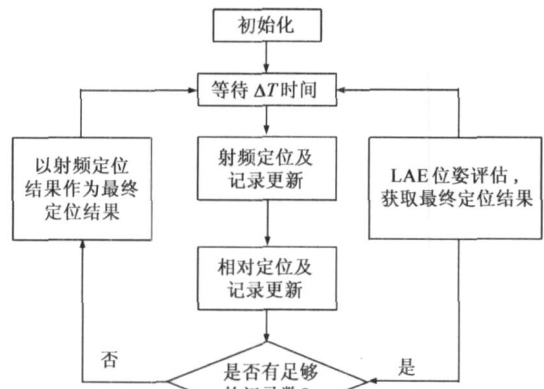 初始化
等待 ΔT 时间
以射频定位
结果作为最终
定位结果
射频定位及
记录更新
LAE 位姿评估，
获取最终定位结果
相对定位及
记录更新
否
是否有足够
是